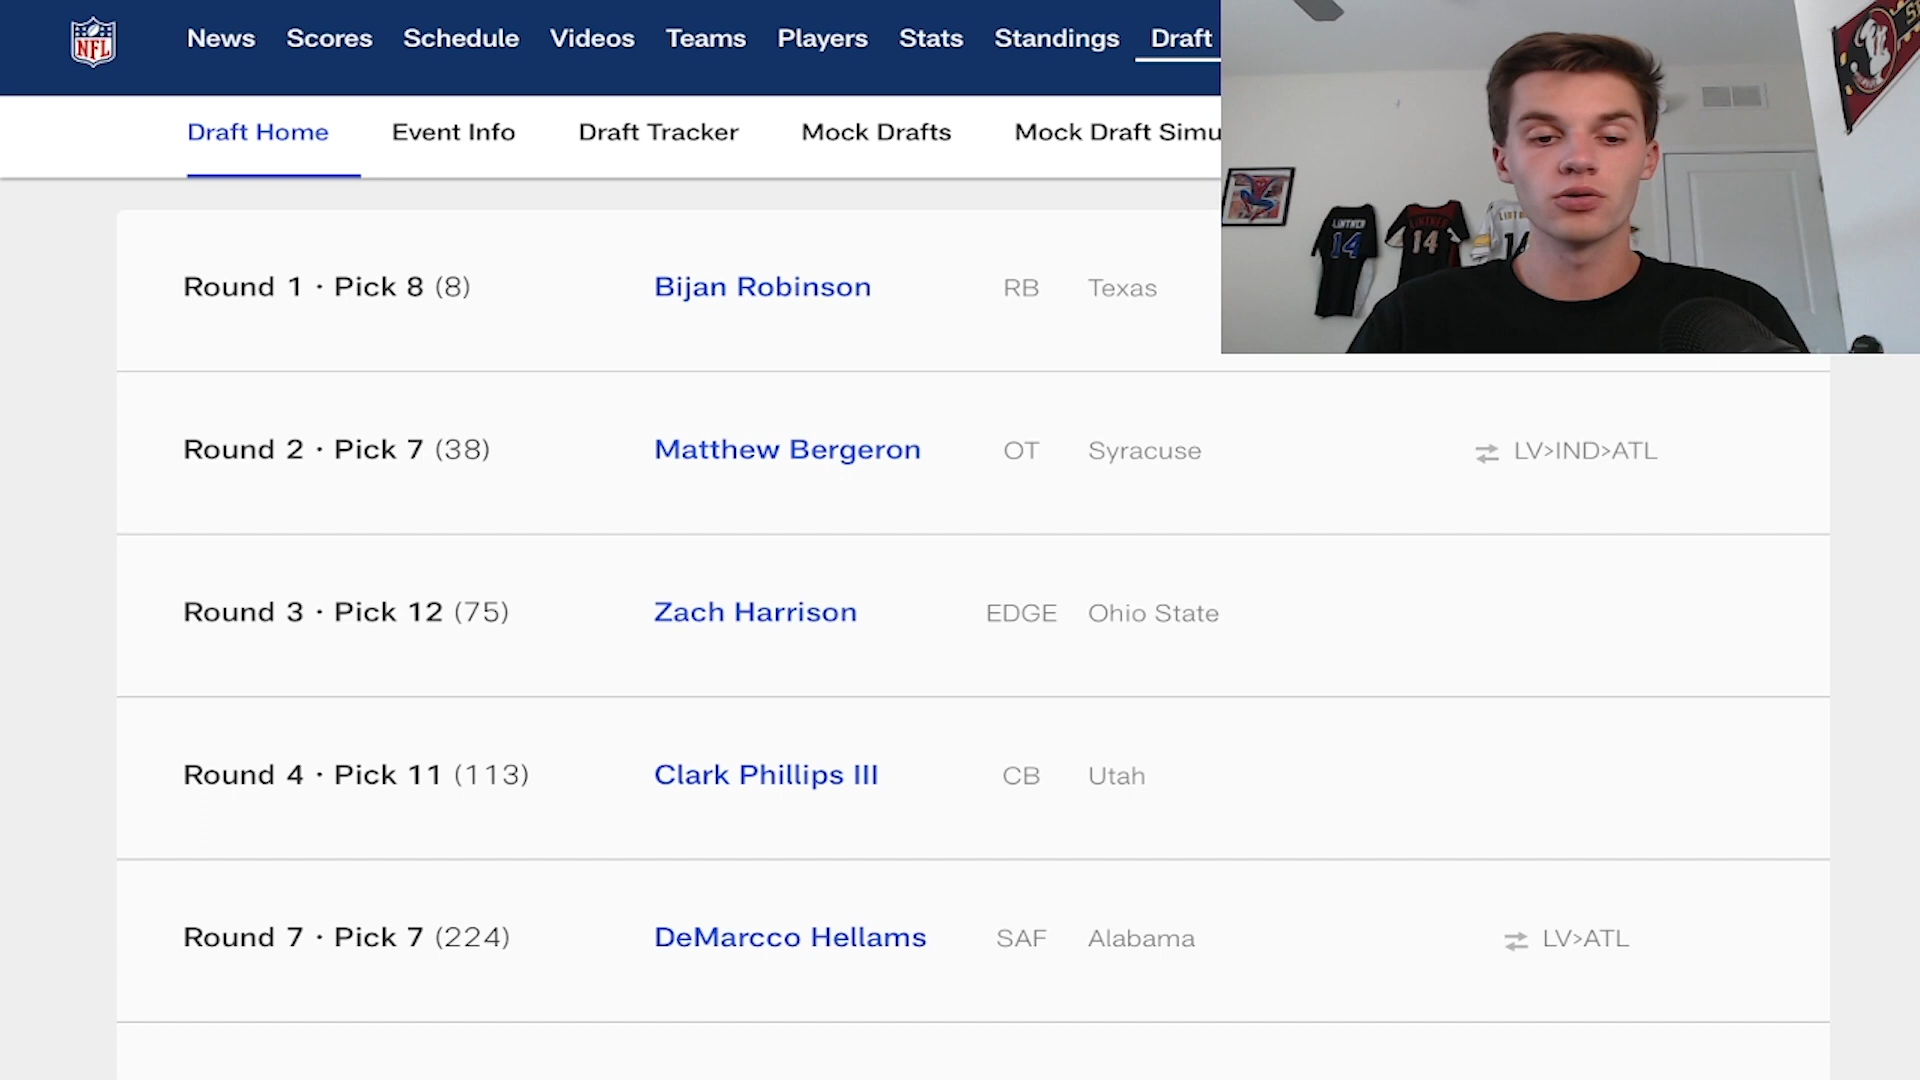 NFL
News Scores Schedule Videos Teams Players Stats Standings Draft
Draft Home Event Info Draft Tracker Mock Drafts Mock Draft Simu
Round 1 · Pick 8 (8) Bijan Robinson RB Texas
LINTNER 14
LINTNER 14
14
Round 2 · Pick 7 (38) Matthew Bergeron OT Syracuse LV>IND>ATL
Round 3 · Pick 12 (75) Zach Harrison EDGE Ohio State
Round 4 · Pick 11 (113) Clark Phillips III CB Utah
Round 7 · Pick 7 (224) DeMarcco Hellams SAF Alabama LV>ATL